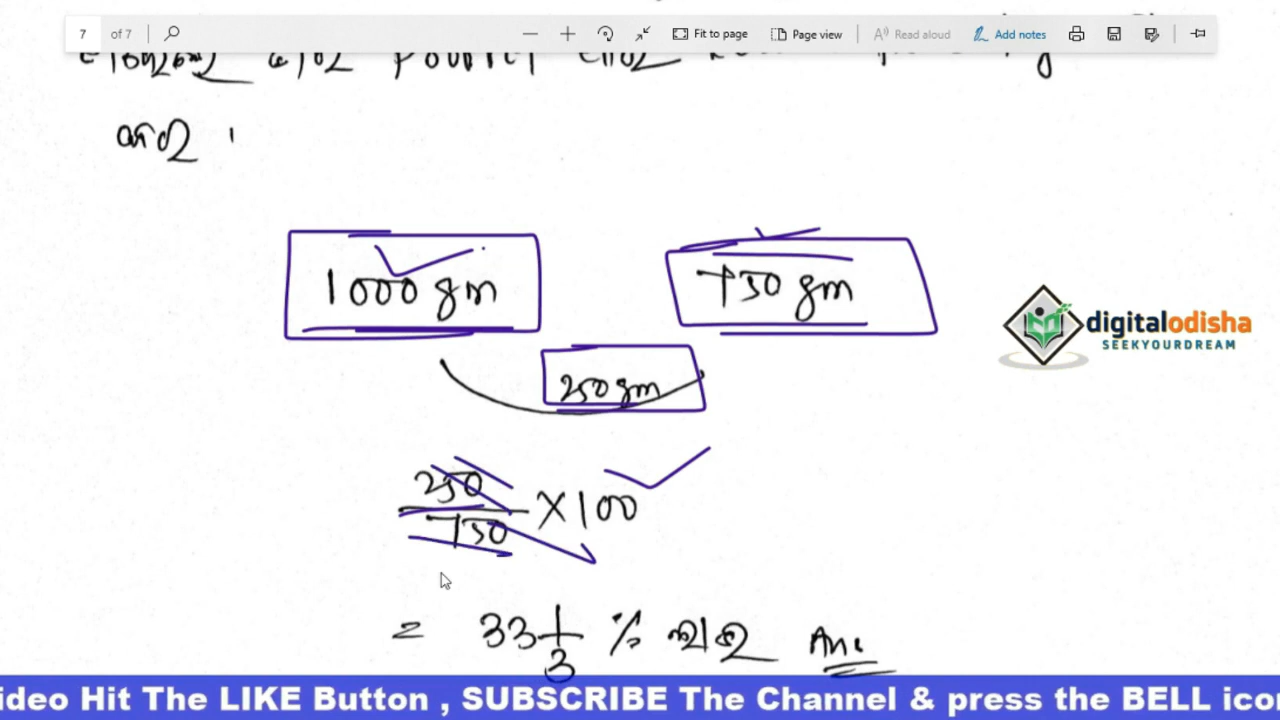 7 of 7 Fit to page Page view Read aloud Add notes
କର ।
1000 gm 750 gm
250 gm
digitalodisha
SEEKYOURDREAM
250
750 × 100
= 33 1/3 % ଲାଭ Ans
ideo Hit The LIKE Button , SUBSCRIBE The Channel & press the BELL icon